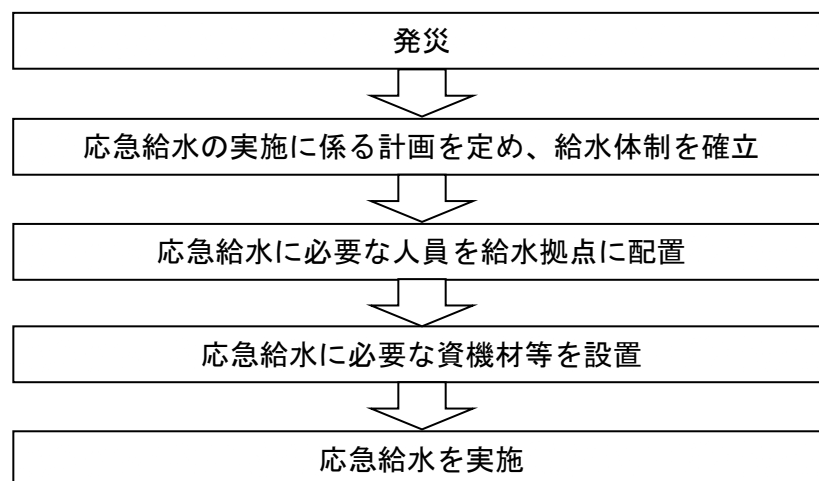 発災
応急給水の実施に係る計画を定め、給水体制を確立
応急給水に必要な人員を給水拠点に配置
応急給水に必要な資機材等を設置
応急給水を実施